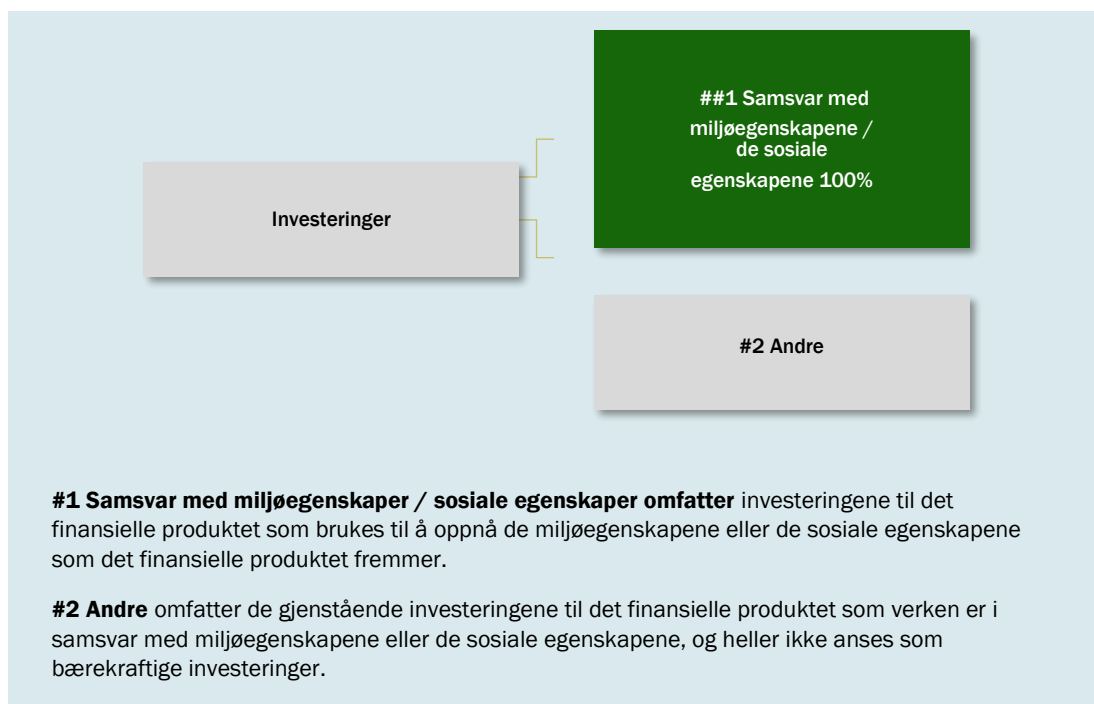 ##1 Samsvar med
miljøegenskapene /
de sosiale
egenskapene 100%
Investeringer
#2 Andre
#1 Samsvar med miljøegenskaper / sosiale egenskaper omfatter investeringene til det
finansielle produktet som brukes til å oppnå de miljøegenskapene eller de sosiale egenskapene
som det finansielle produktet fremmer.
#2 Andre omfatter de gjenstående investeringene til det finansielle produktet som verken er i
samsvar med miljøegenskapene eller de sosiale egenskapene, og heller ikke anses som
bærekraftige investeringer.